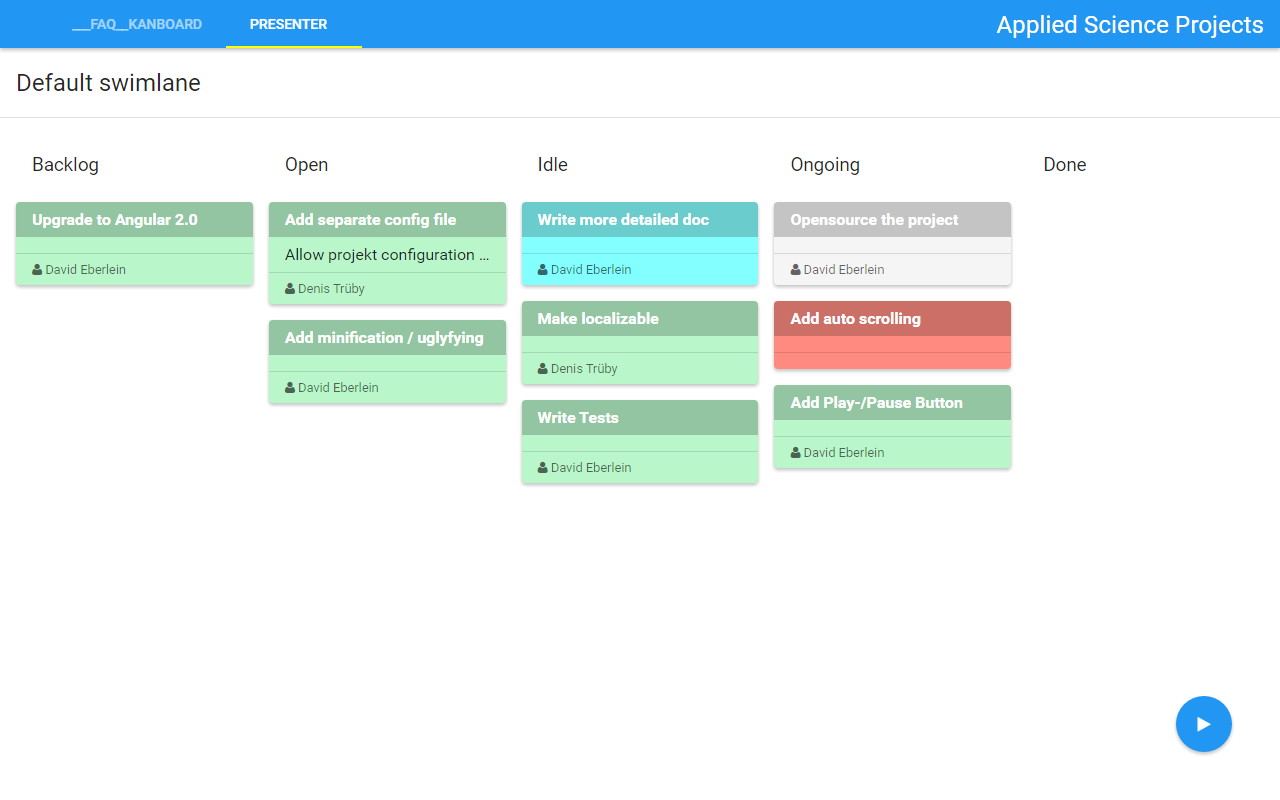 ___FAQ__KANBOARD
PRESENTER
Applied Science Projects
Default swimlane
Backlog
Upgrade to Angular 2.0
David Eberlein
Open
Add separate config file
Allow projekt configuration ...
Denis Trüby
Add minification / uglyfying
David Eberlein
Idle
Write more detailed doc
David Eberlein
Make localizable
Denis Trüby
Write Tests
David Eberlein
Ongoing
Opensource the project
David Eberlein
Add auto scrolling
Add Play-/Pause Button
David Eberlein
Done